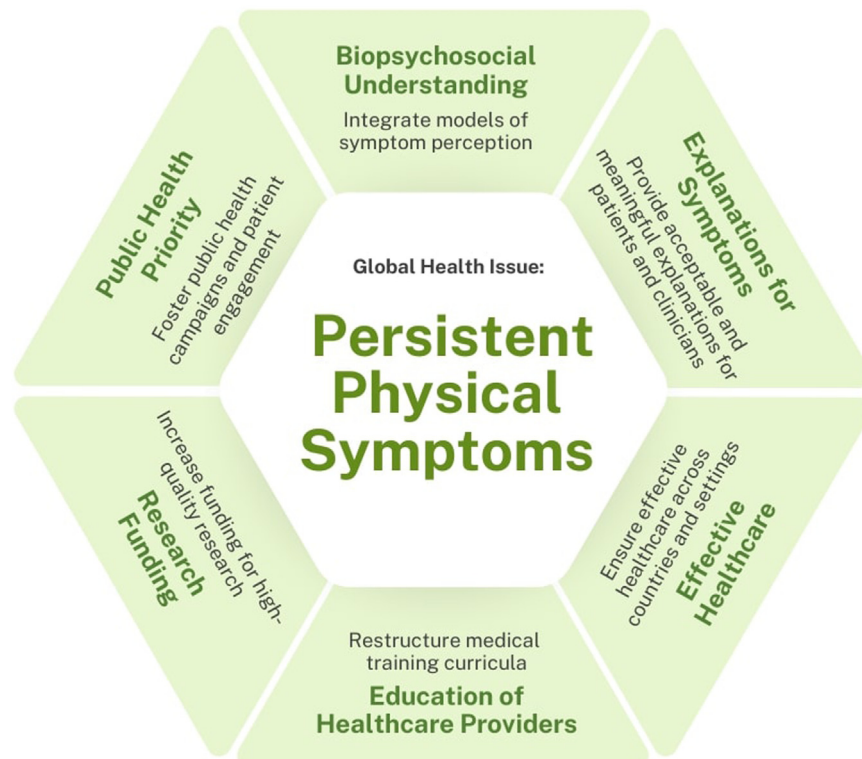 Biopsychosocial
Understanding
Integrate models of
symptom perception
Explanations for
Symptoms
Provide acceptable and
meaningful explanations for
patients and clinicians
Ensure effective
healthcare across
countries and settings
Effective
Healthcare
Restructure medical
training curricula
Education of
Healthcare Providers
Increase funding for high-
quality research
Research
Funding
Public Health
Priority
Foster public health
campaigns and patient
engagement
Global Health Issue:
Persistent
Physical
Symptoms